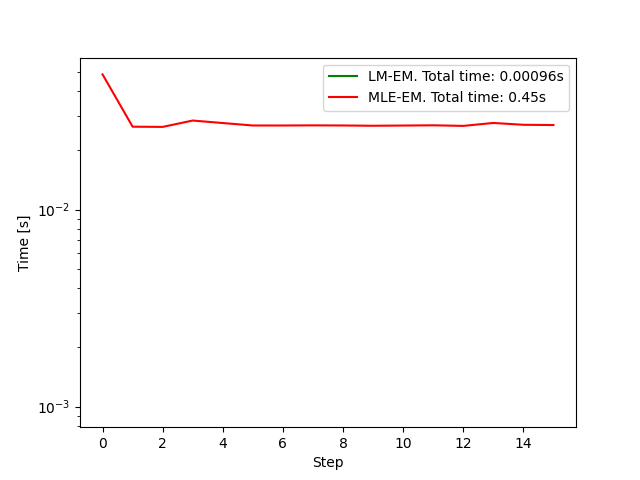 LM-EM. Total time: 0.00096s
MLE-EM. Total time: 0.45s
Time [s]
10⁻²
10⁻³
0 2 4 6 8 10 12 14
Step